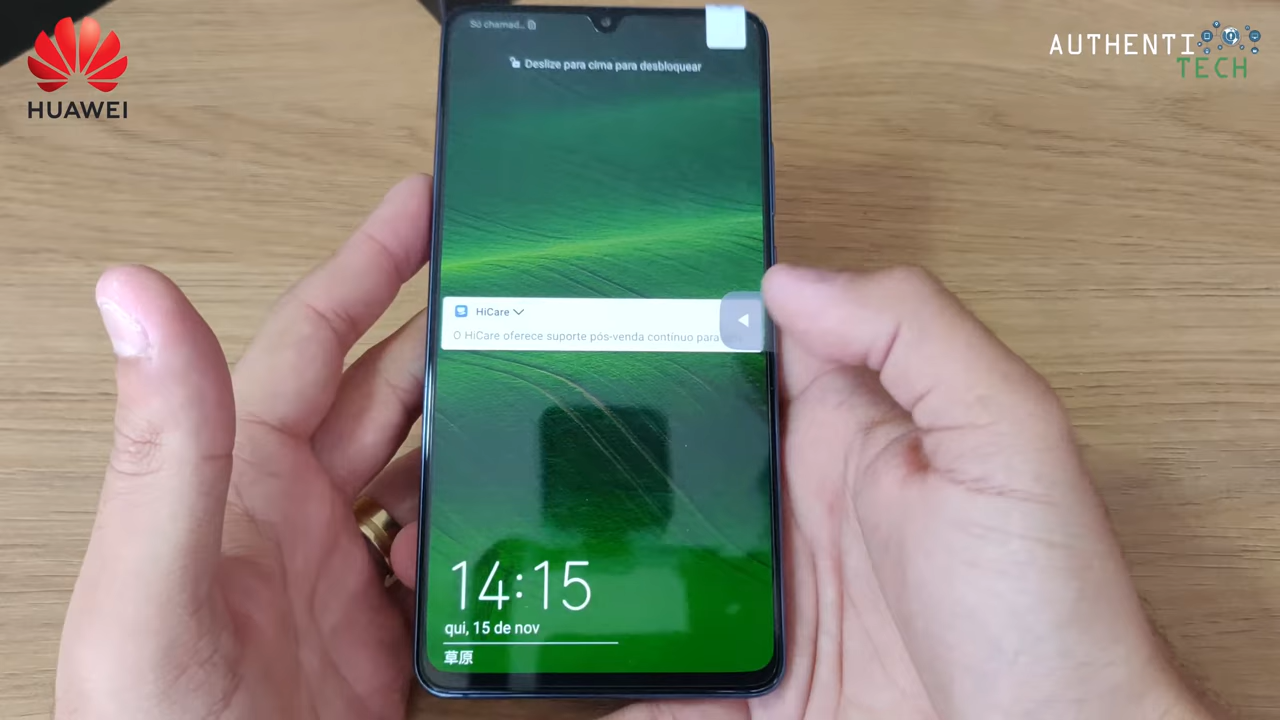 HUAWEI
AUTHENTI
TECH
Só chamad...
Deslize para cima para desbloquear
HiCare
O HiCare oferece suporte pós-venda contínuo para
14:15
qui, 15 de nov
草原